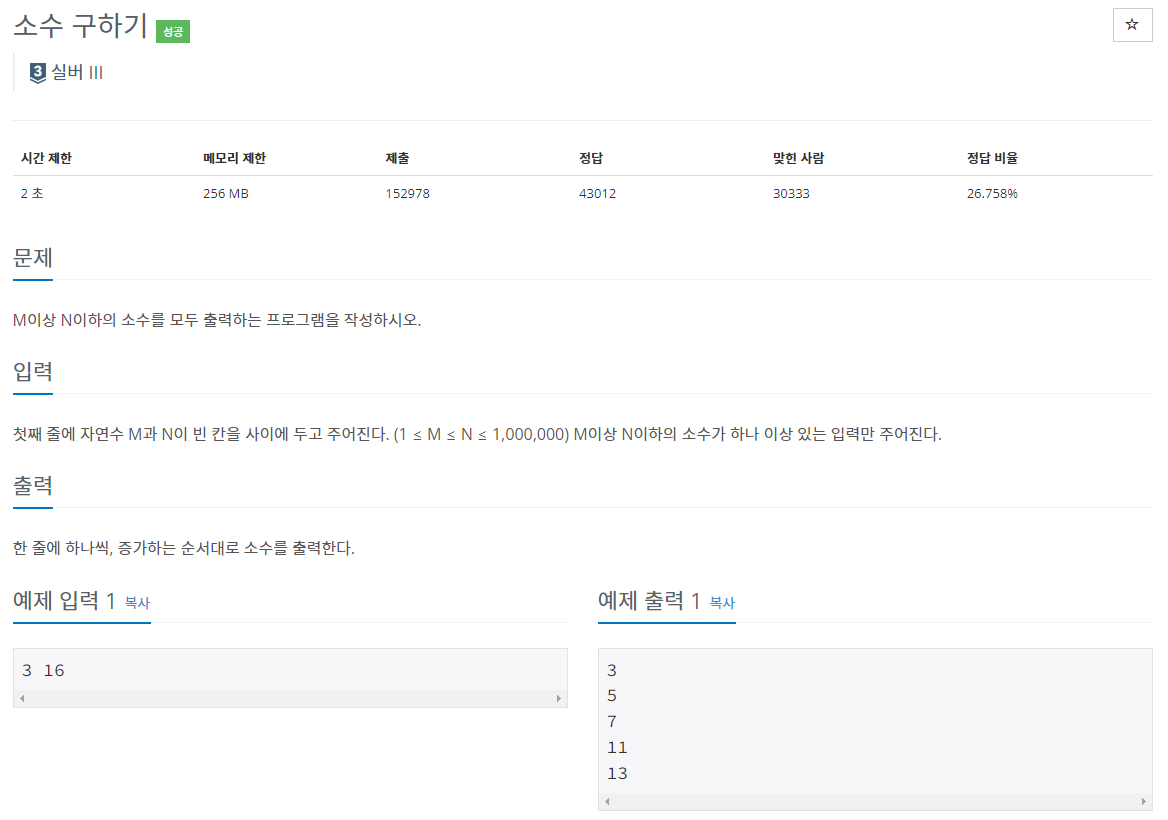 소수 구하기 성공
☆
3 실버 III
시간 제한 메모리 제한 제출 정답 맞힌 사람 정답 비율
2 초 256 MB 152978 43012 30333 26.758%
문제
M이상 N이하의 소수를 모두 출력하는 프로그램을 작성하시오.
입력
첫째 줄에 자연수 M과 N이 빈 칸을 사이에 두고 주어진다. (1 ≤ M ≤ N ≤ 1,000,000) M이상 N이하의 소수가 하나 이상 있는 입력만 주어진다.
출력
한 줄에 하나씩, 증가하는 순서대로 소수를 출력한다.
예제 입력 1 복사
3 16
예제 출력 1 복사
3
5
7
11
13